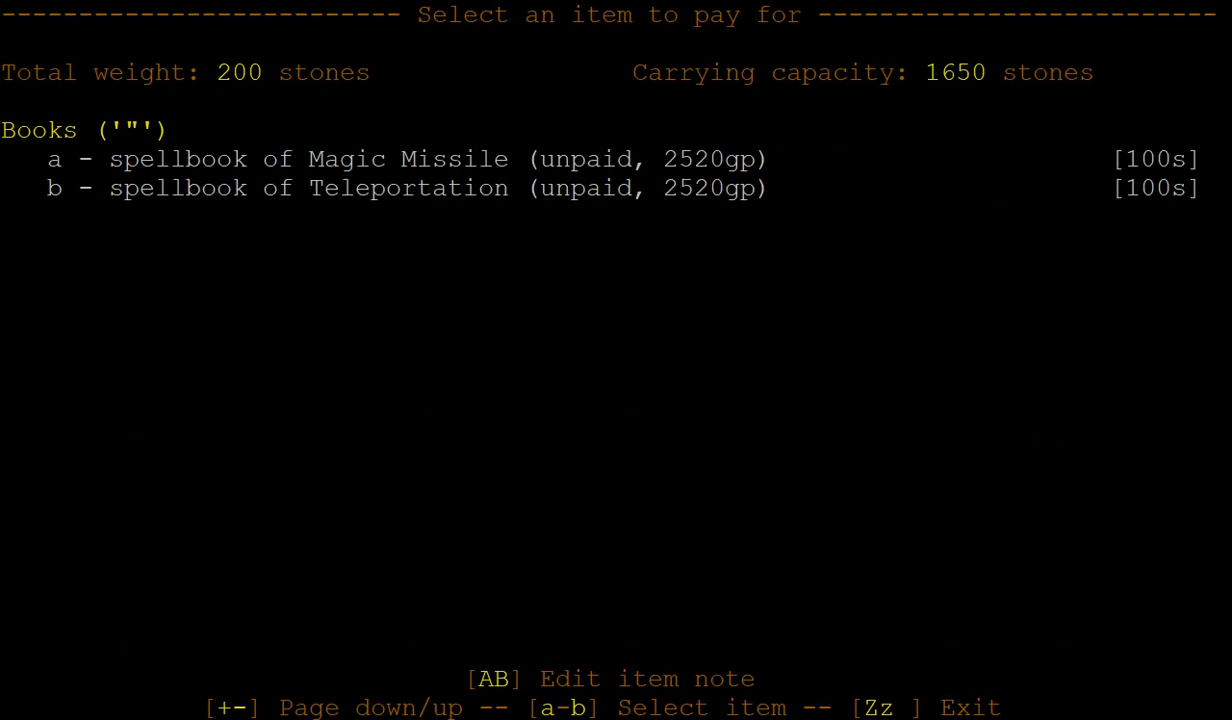 -------------------------- Select an item to pay for --------------------------
Total weight: 200 stones Carrying capacity: 1650 stones
Books ('"')
a - spellbook of Magic Missile (unpaid, 2520gp) [100s]
b - spellbook of Teleportation (unpaid, 2520gp) [100s]
[AB] Edit item note
[+-] Page down/up -- [a-b] Select item -- [Zz ] Exit